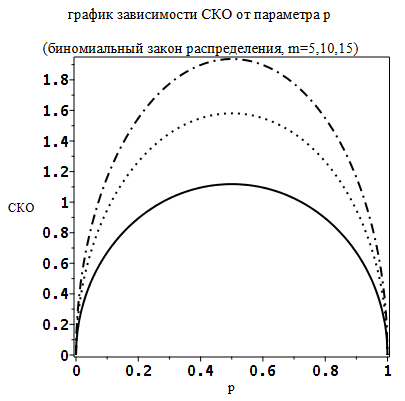 график зависимости СКО от параметра р
(биномиальный закон распределения, m=5,10,15)
1.8
1.6
1.4
1.2
1
СКО
0.8
0.6
0.4
0.2
0
0 0.2 0.4 0.6 0.8 1
p